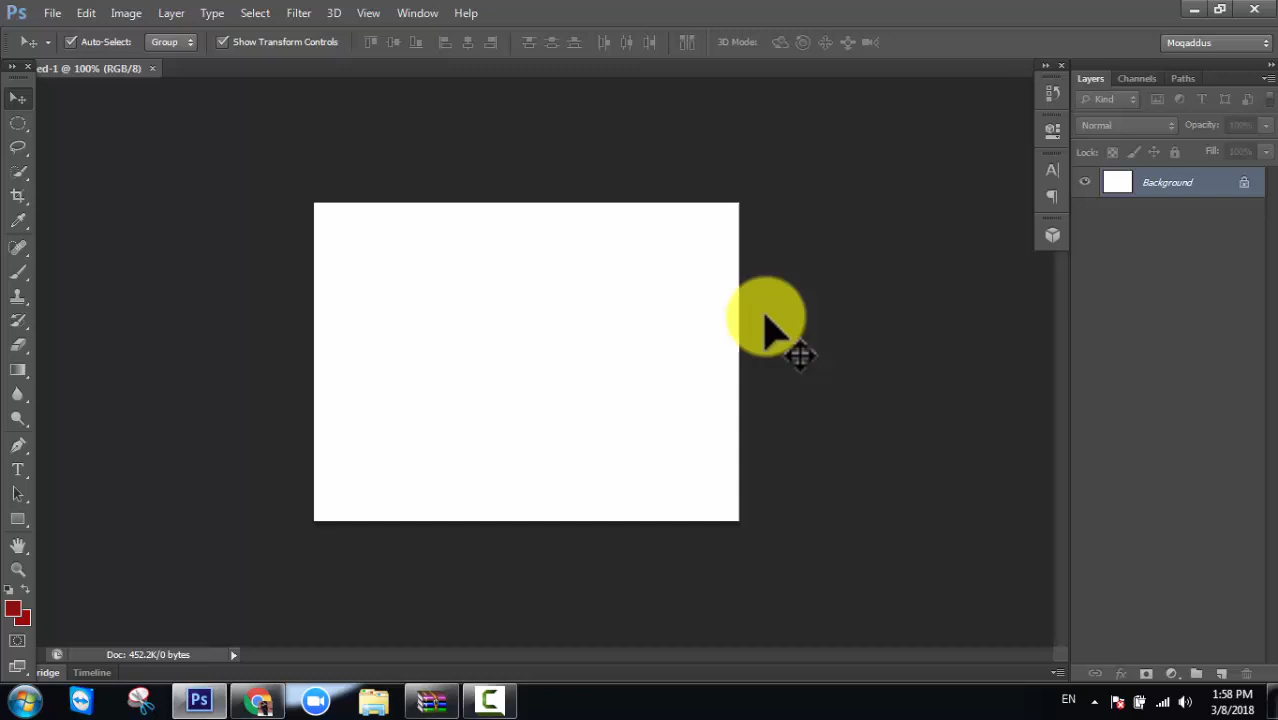 Ps File Edit Image Layer Type Select Filter 3D View Window Help
Auto-Select: Group Show Transform Controls 3D Mode: Moqaddus
ed-1 @ 100% (RGB/8) ×
Layers Channels Paths
Kind
Normal Opacity: 100%
Lock: Fill: 100%
Background
Doc: 452.2K/0 bytes
ridge Timeline
Ps
EN
1:58 PM
3/8/2018